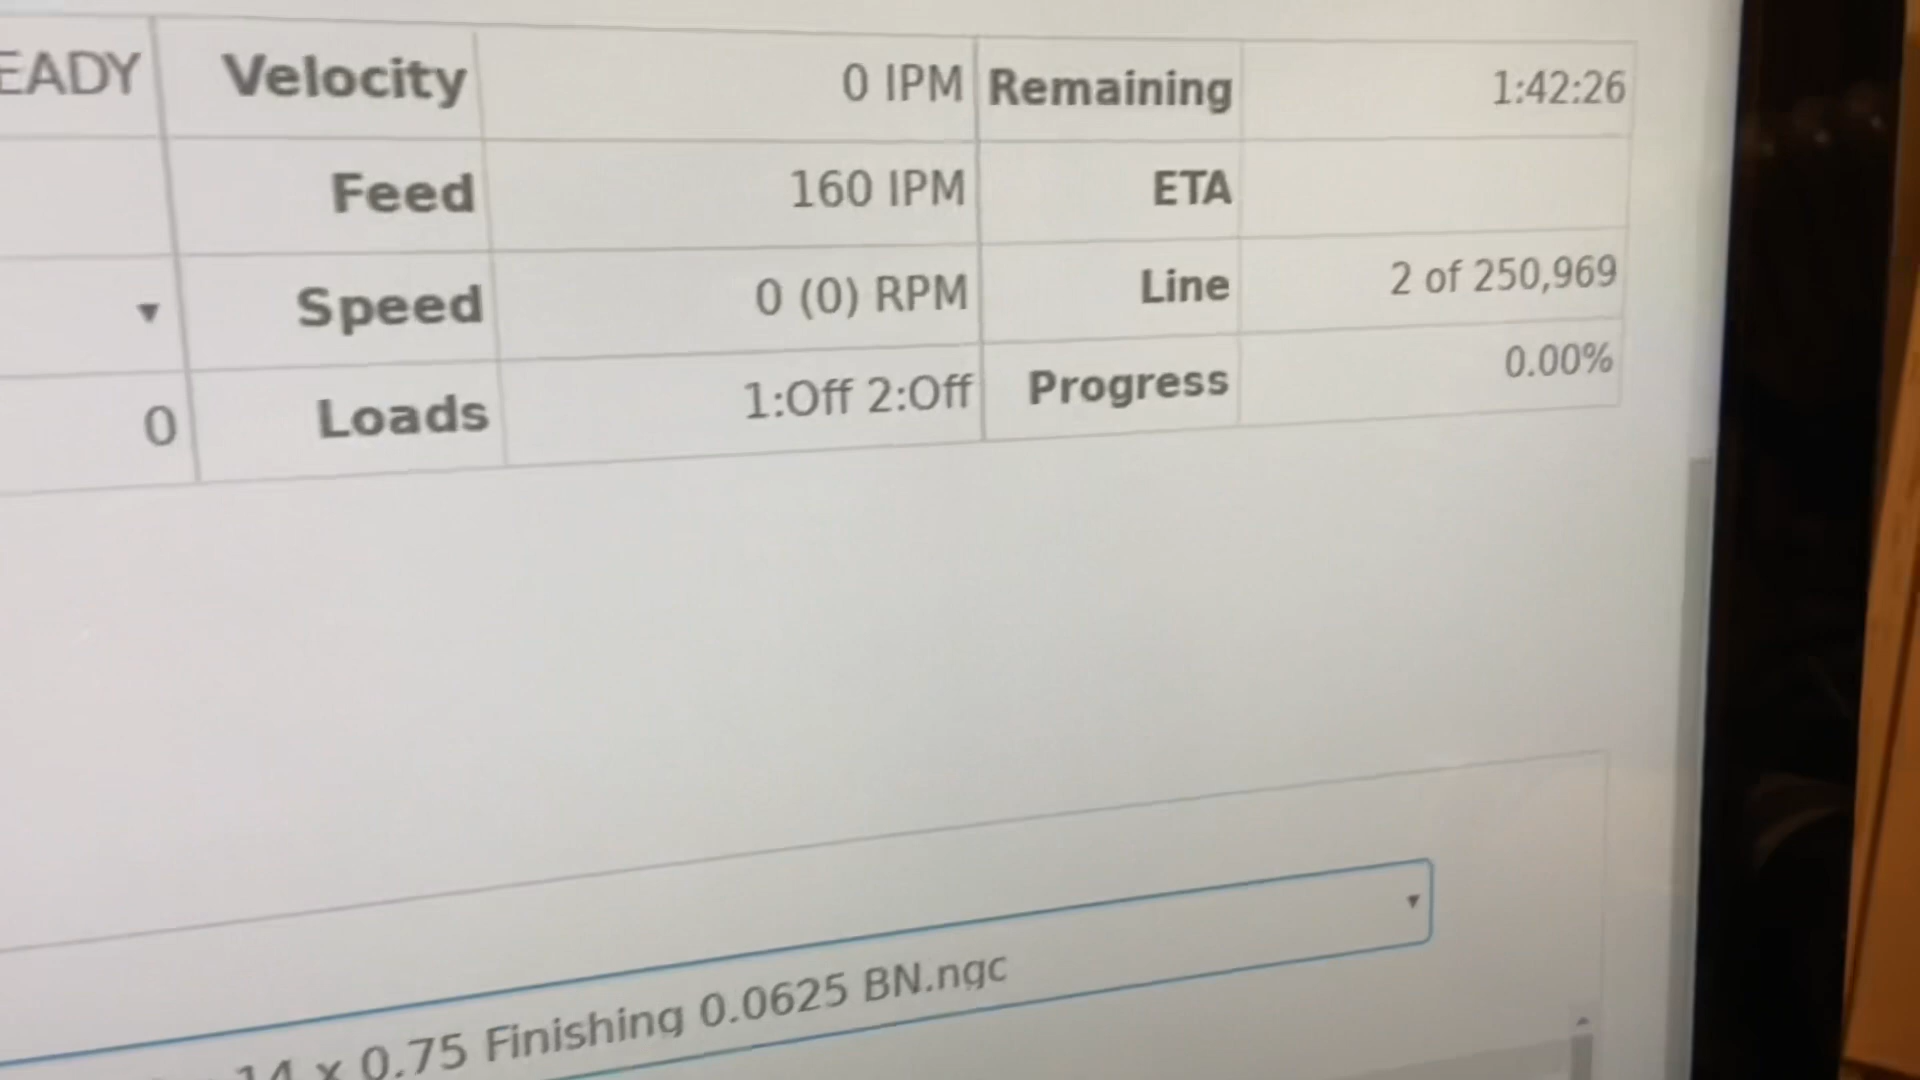 EADY Velocity 0 IPM Remaining 1:42:26
Feed 160 IPM ETA
Speed 0 (0) RPM Line 2 of 250,969
0 Loads 1:Off 2:Off Progress 0.00%
14 x 0.75 Finishing 0.0625 BN.ngc